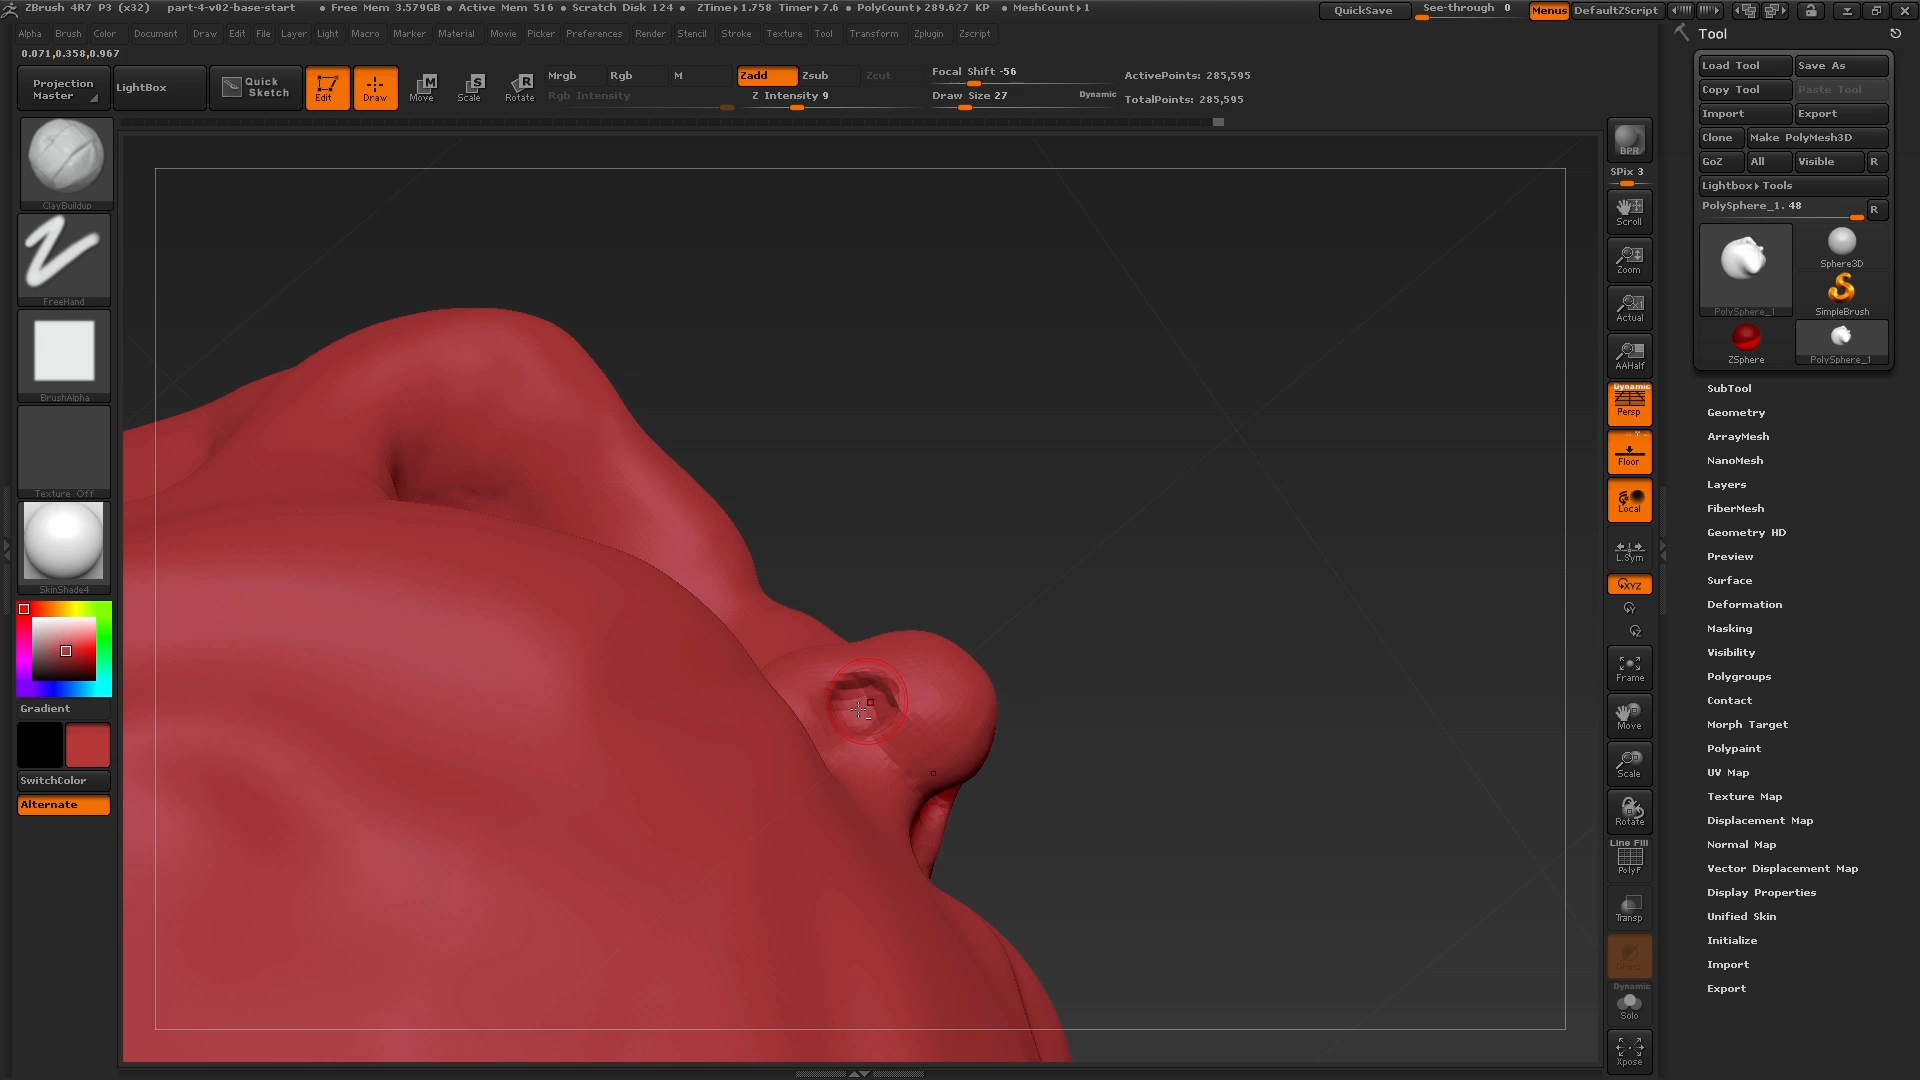 ZBrush 4R7 P3 (x32) part-4-v02-base-start • Free Mem 3.579GB • Active Mem 516 • Scratch Disk 124 • ZTime▸1.758 Timer▸7.6 • PolyCount▸289.627 KP • MeshCount▸1 QuickSave See-through 0 Menus DefaultZScript
Alpha Brush Color Document Draw Edit File Layer Light Macro Marker Material Movie Picker Preferences Render Stencil Stroke Texture Tool Transform Zplugin Zscript
0.071,0.358,0.967
Projection Master
LightBox
Quick Sketch
Edit
Draw
Move
Scale
Rotate
Mrgb Rgb M
Rgb Intensity
Zadd Zsub Zcut
Z Intensity 9
Focal Shift -56
Draw Size 27
Dynamic
ActivePoints: 285,595
TotalPoints: 285,595
ClayBuildup
FreeHand
BrushAlpha
Texture Off
SkinShade4
Gradient
SwitchColor
Alternate
BPR
SPix 3
Scroll
Zoom
Actual
AAHalf
Dynamic
Persp
Floor
Local
L.Sym
XYZ
Y
Z
Frame
Move
Scale
Rotate
Line Fill
PolyF
Transp
Ghost
Dynamic
Solo
Xpose
Tool
Load Tool Save As
Copy Tool Paste Tool
Import Export
Clone Make PolyMesh3D
GoZ All Visible R
Lightbox▸Tools
PolySphere_1. 48 R
PolySphere_1
Sphere3D
SimpleBrush
ZSphere
PolySphere_1
SubTool
Geometry
ArrayMesh
NanoMesh
Layers
FiberMesh
Geometry HD
Preview
Surface
Deformation
Masking
Visibility
Polygroups
Contact
Morph Target
Polypaint
UV Map
Texture Map
Displacement Map
Normal Map
Vector Displacement Map
Display Properties
Unified Skin
Initialize
Import
Export